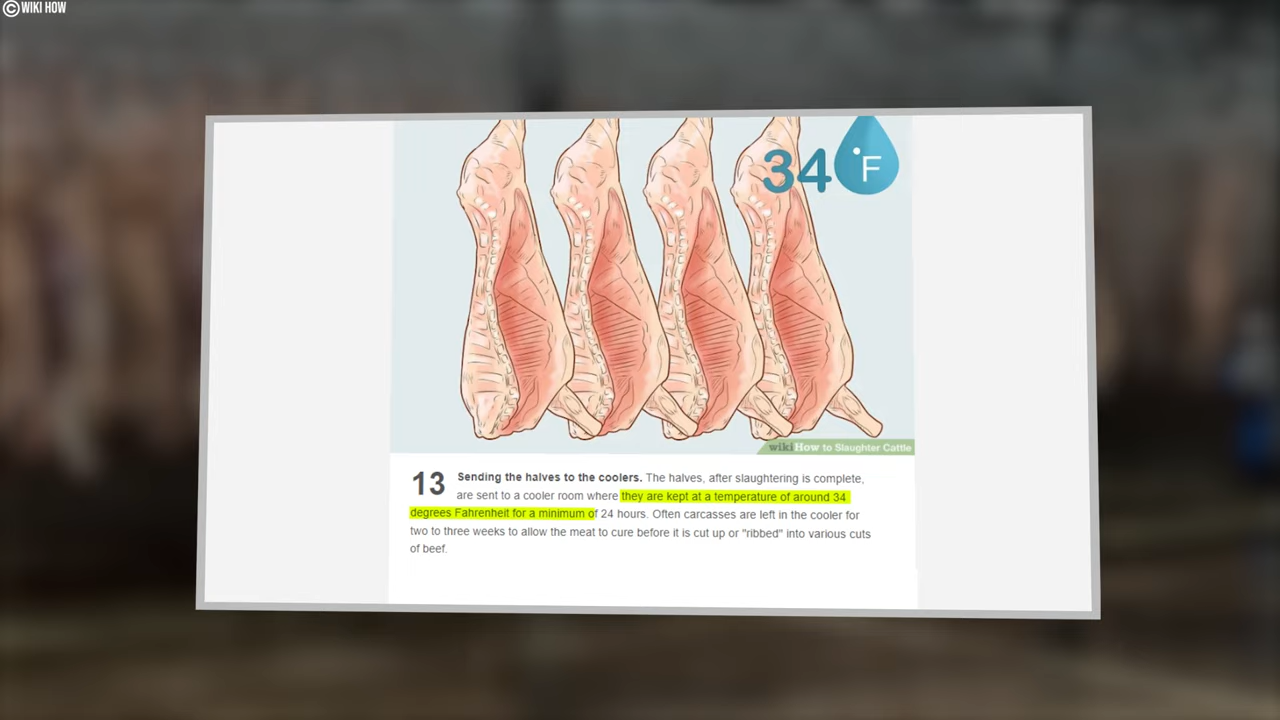 © WIKI HOW
34 °F
wikiHow to Slaughter Cattle
13 Sending the halves to the coolers. The halves, after slaughtering is complete,
are sent to a cooler room where they are kept at a temperature of around 34
degrees Fahrenheit for a minimum of 24 hours. Often carcasses are left in the cooler for
two to three weeks to allow the meat to cure before it is cut up or "ribbed" into various cuts
of beef.